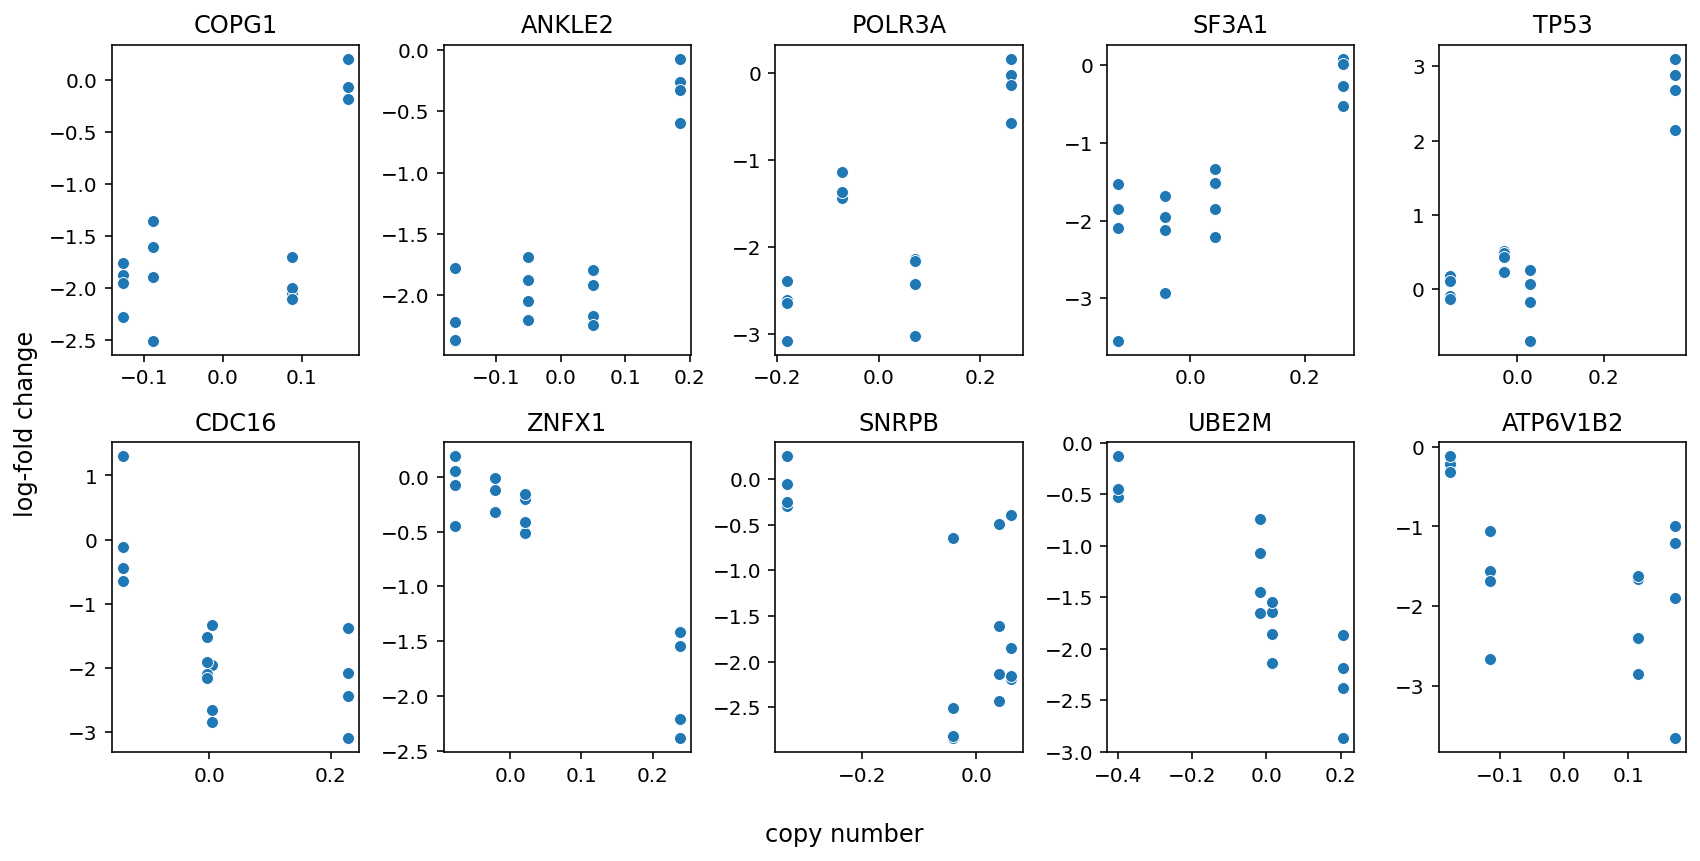 COPG1 ANKLE2 POLR3A SF3A1 TP53
0.0 −0.5 −1.0 −1.5 −2.0 −2.5
−0.1 0.0 0.1
0.0 −0.5 −1.0 −1.5 −2.0
−0.1 0.0 0.1 0.2
0 −1 −2 −3
−0.2 0.0 0.2
0 −1 −2 −3
0.0 0.2
3 2 1 0
0.0 0.2
log-fold change
CDC16 ZNFX1 SNRPB UBE2M ATP6V1B2
1 0 −1 −2 −3
0.0 0.2
0.0 −0.5 −1.0 −1.5 −2.0 −2.5
0.0 0.1 0.2
0.0 −0.5 −1.0 −1.5 −2.0 −2.5
−0.2 0.0
0.0 −0.5 −1.0 −1.5 −2.0 −2.5 −3.0
−0.4 −0.2 0.0 0.2
0 −1 −2 −3
−0.1 0.0 0.1
copy number